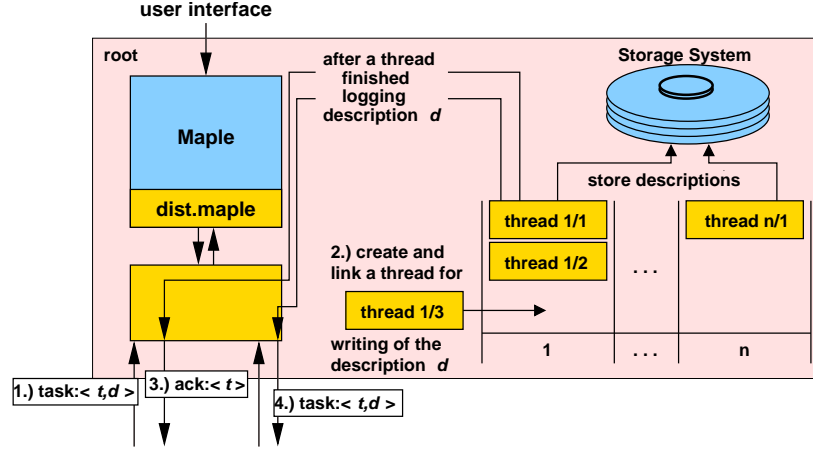 user interface
root
after a thread
finished
logging
description d
Storage System
Maple
dist.maple
store descriptions
thread 1/1
thread n/1
thread 1/2
2.) create and
link a thread for
. . .
thread 1/3
writing of the
description d
1
. . .
n
1.) task:< t,d >
3.) ack:< t >
4.) task:< t,d >